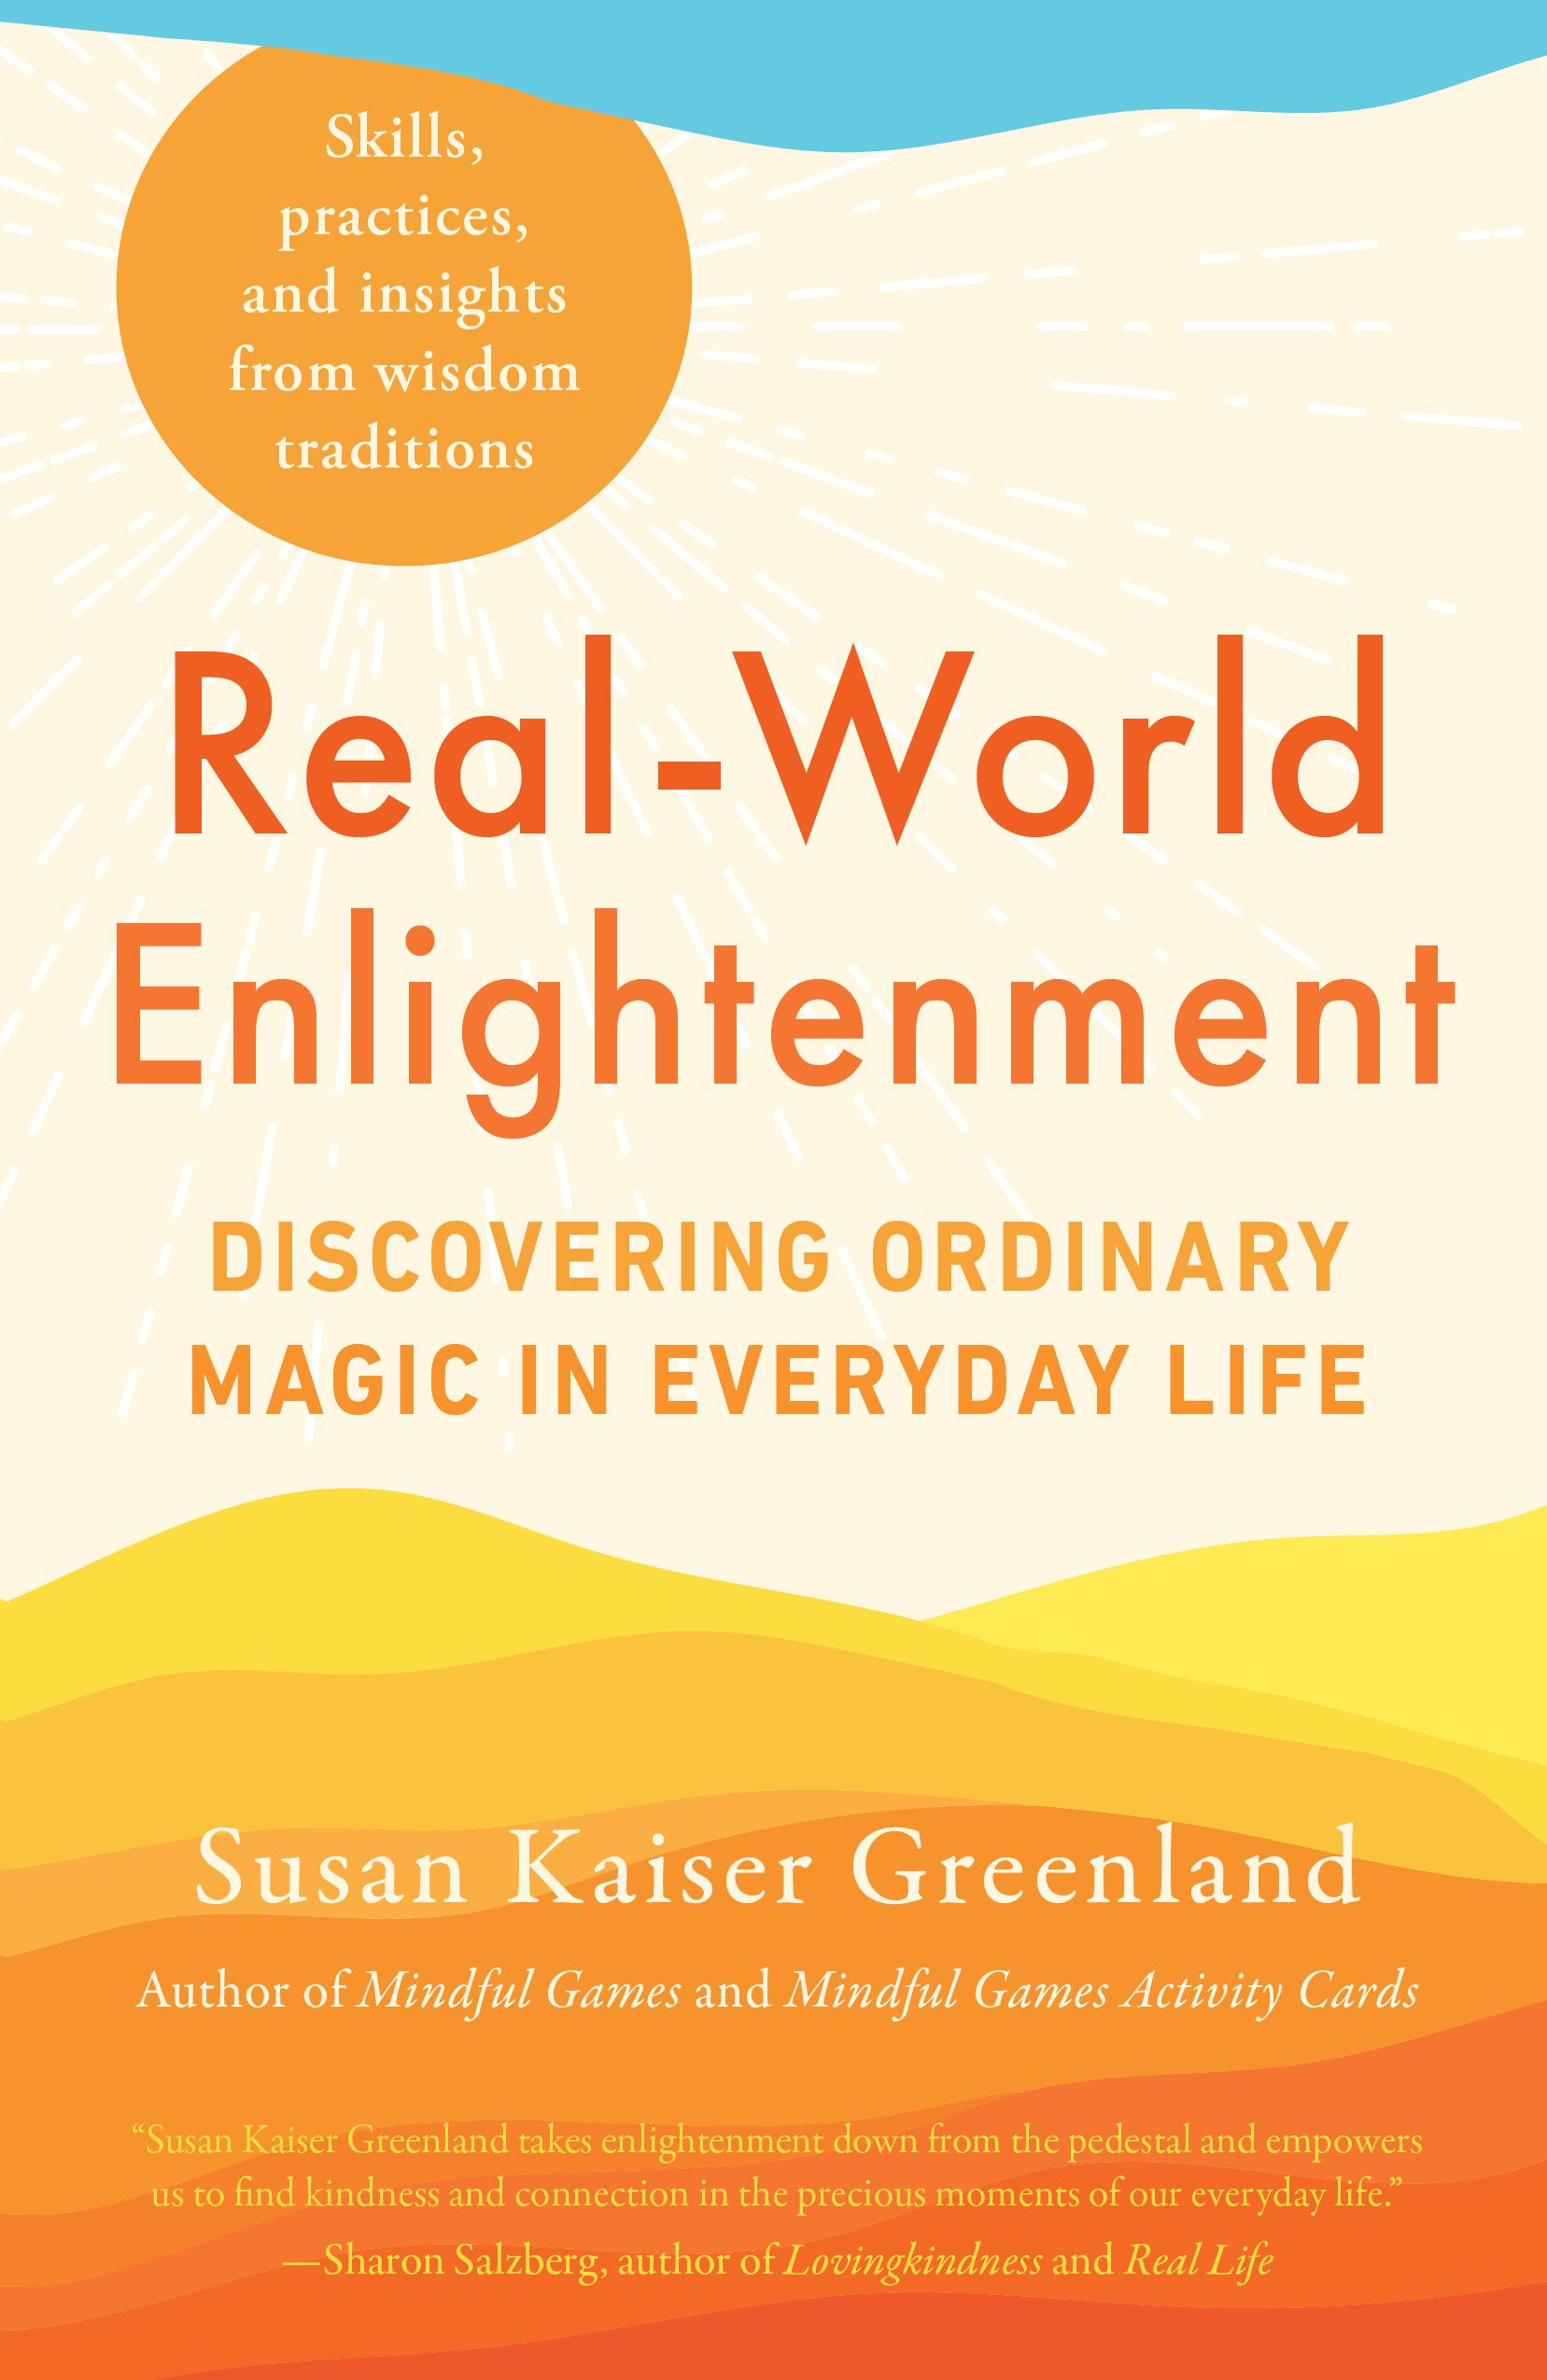 Skills,
practices,
and insights
from wisdom
traditions
Real-World
Enlightenment
DISCOVERING ORDINARY
MAGIC IN EVERYDAY LIFE
Susan Kaiser Greenland
Author of Mindful Games and Mindful Games Activity Cards
“Susan Kaiser Greenland takes enlightenment down from the pedestal and empowers
us to find kindness and connection in the precious moments of our everyday life.”
—Sharon Salzberg, author of Lovingkindness and Real Life